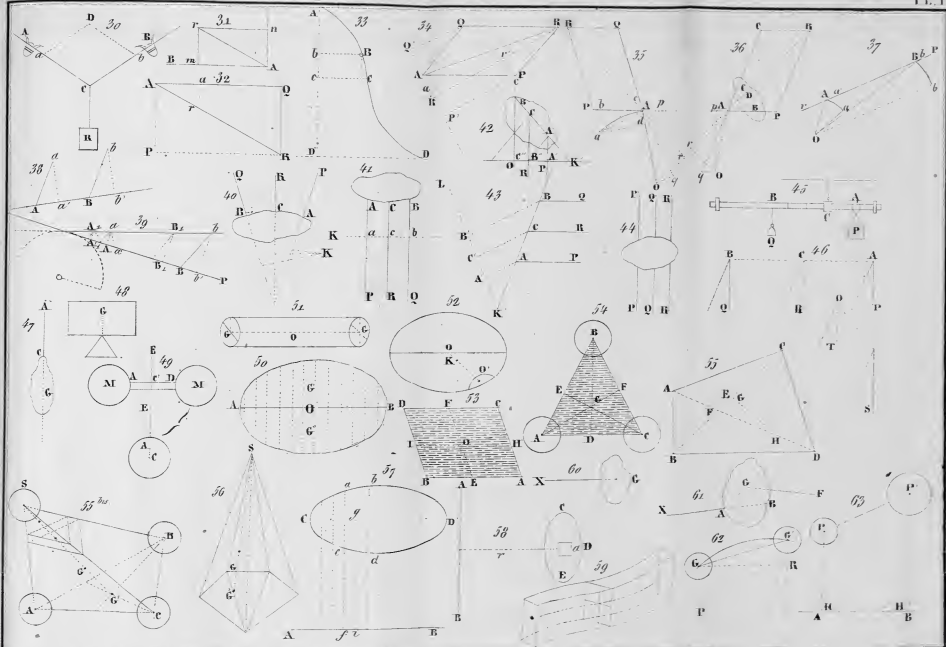 30
A
D
B
a
b
C
R
31
r
n
B m
A
a 32
A
Q
r
P
R
33
A
b
B
c
c
D
D
34
Q
R
Q
r
A
P
a
R
P
R
Q
35
P
b
A
p
a
d
O
36
C
R
C
D
pA
B
P
r
q
O
37
B
b
P
A
a
r
b
O
38
a
b
A
a'
B
b'
39
a
b
a
B
b'
P
40
Q
R
P
B
C
A
K
41
A
C
B
a
c
b
K
P
R
Q
42
B
A
O
C
B
A
K
R
P
43
L
B
Q
B
C
R
C
A
P
A
K
44
P
Q
R
P
Q
R
45
B
C
A
Q
P
46
B
C
A
Q
R
O
P
T
S
47
A
C
G
48
G
49
E
M
A
C
D
M
E
A
C
50
G
A
O
B
G'
51
G
O
G
52
O
K
O'
53
D
F
C
I
O
H
B
E
A
54
B
E
F
G
A
D
C
55
C
A
E
G
F
H
B
D
55 bis
S
B
G
G'
A
C
56
S
G
G'
57
a
b
C
g
D
c
d
A
B
58
A
r
B
C
a
D
E
59
60
X
G
61
G
X
A
B
F
62
G
G
R
63
P
P
P
H
H
A
B